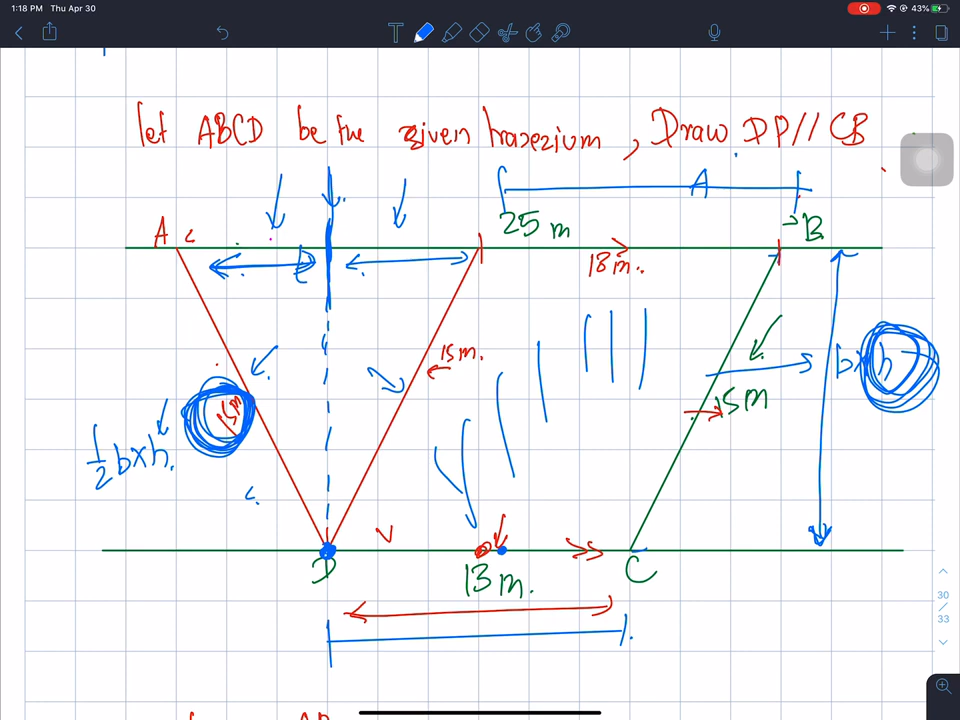 1:18 PM Thu Apr 30
43%
let ABCD be the given trapezium, Draw DP // CB
A
25 m
A
B
18 m.
15 m.
15m
b×h
15m
1/2 b×h.
D
13 m.
C
30
/
33